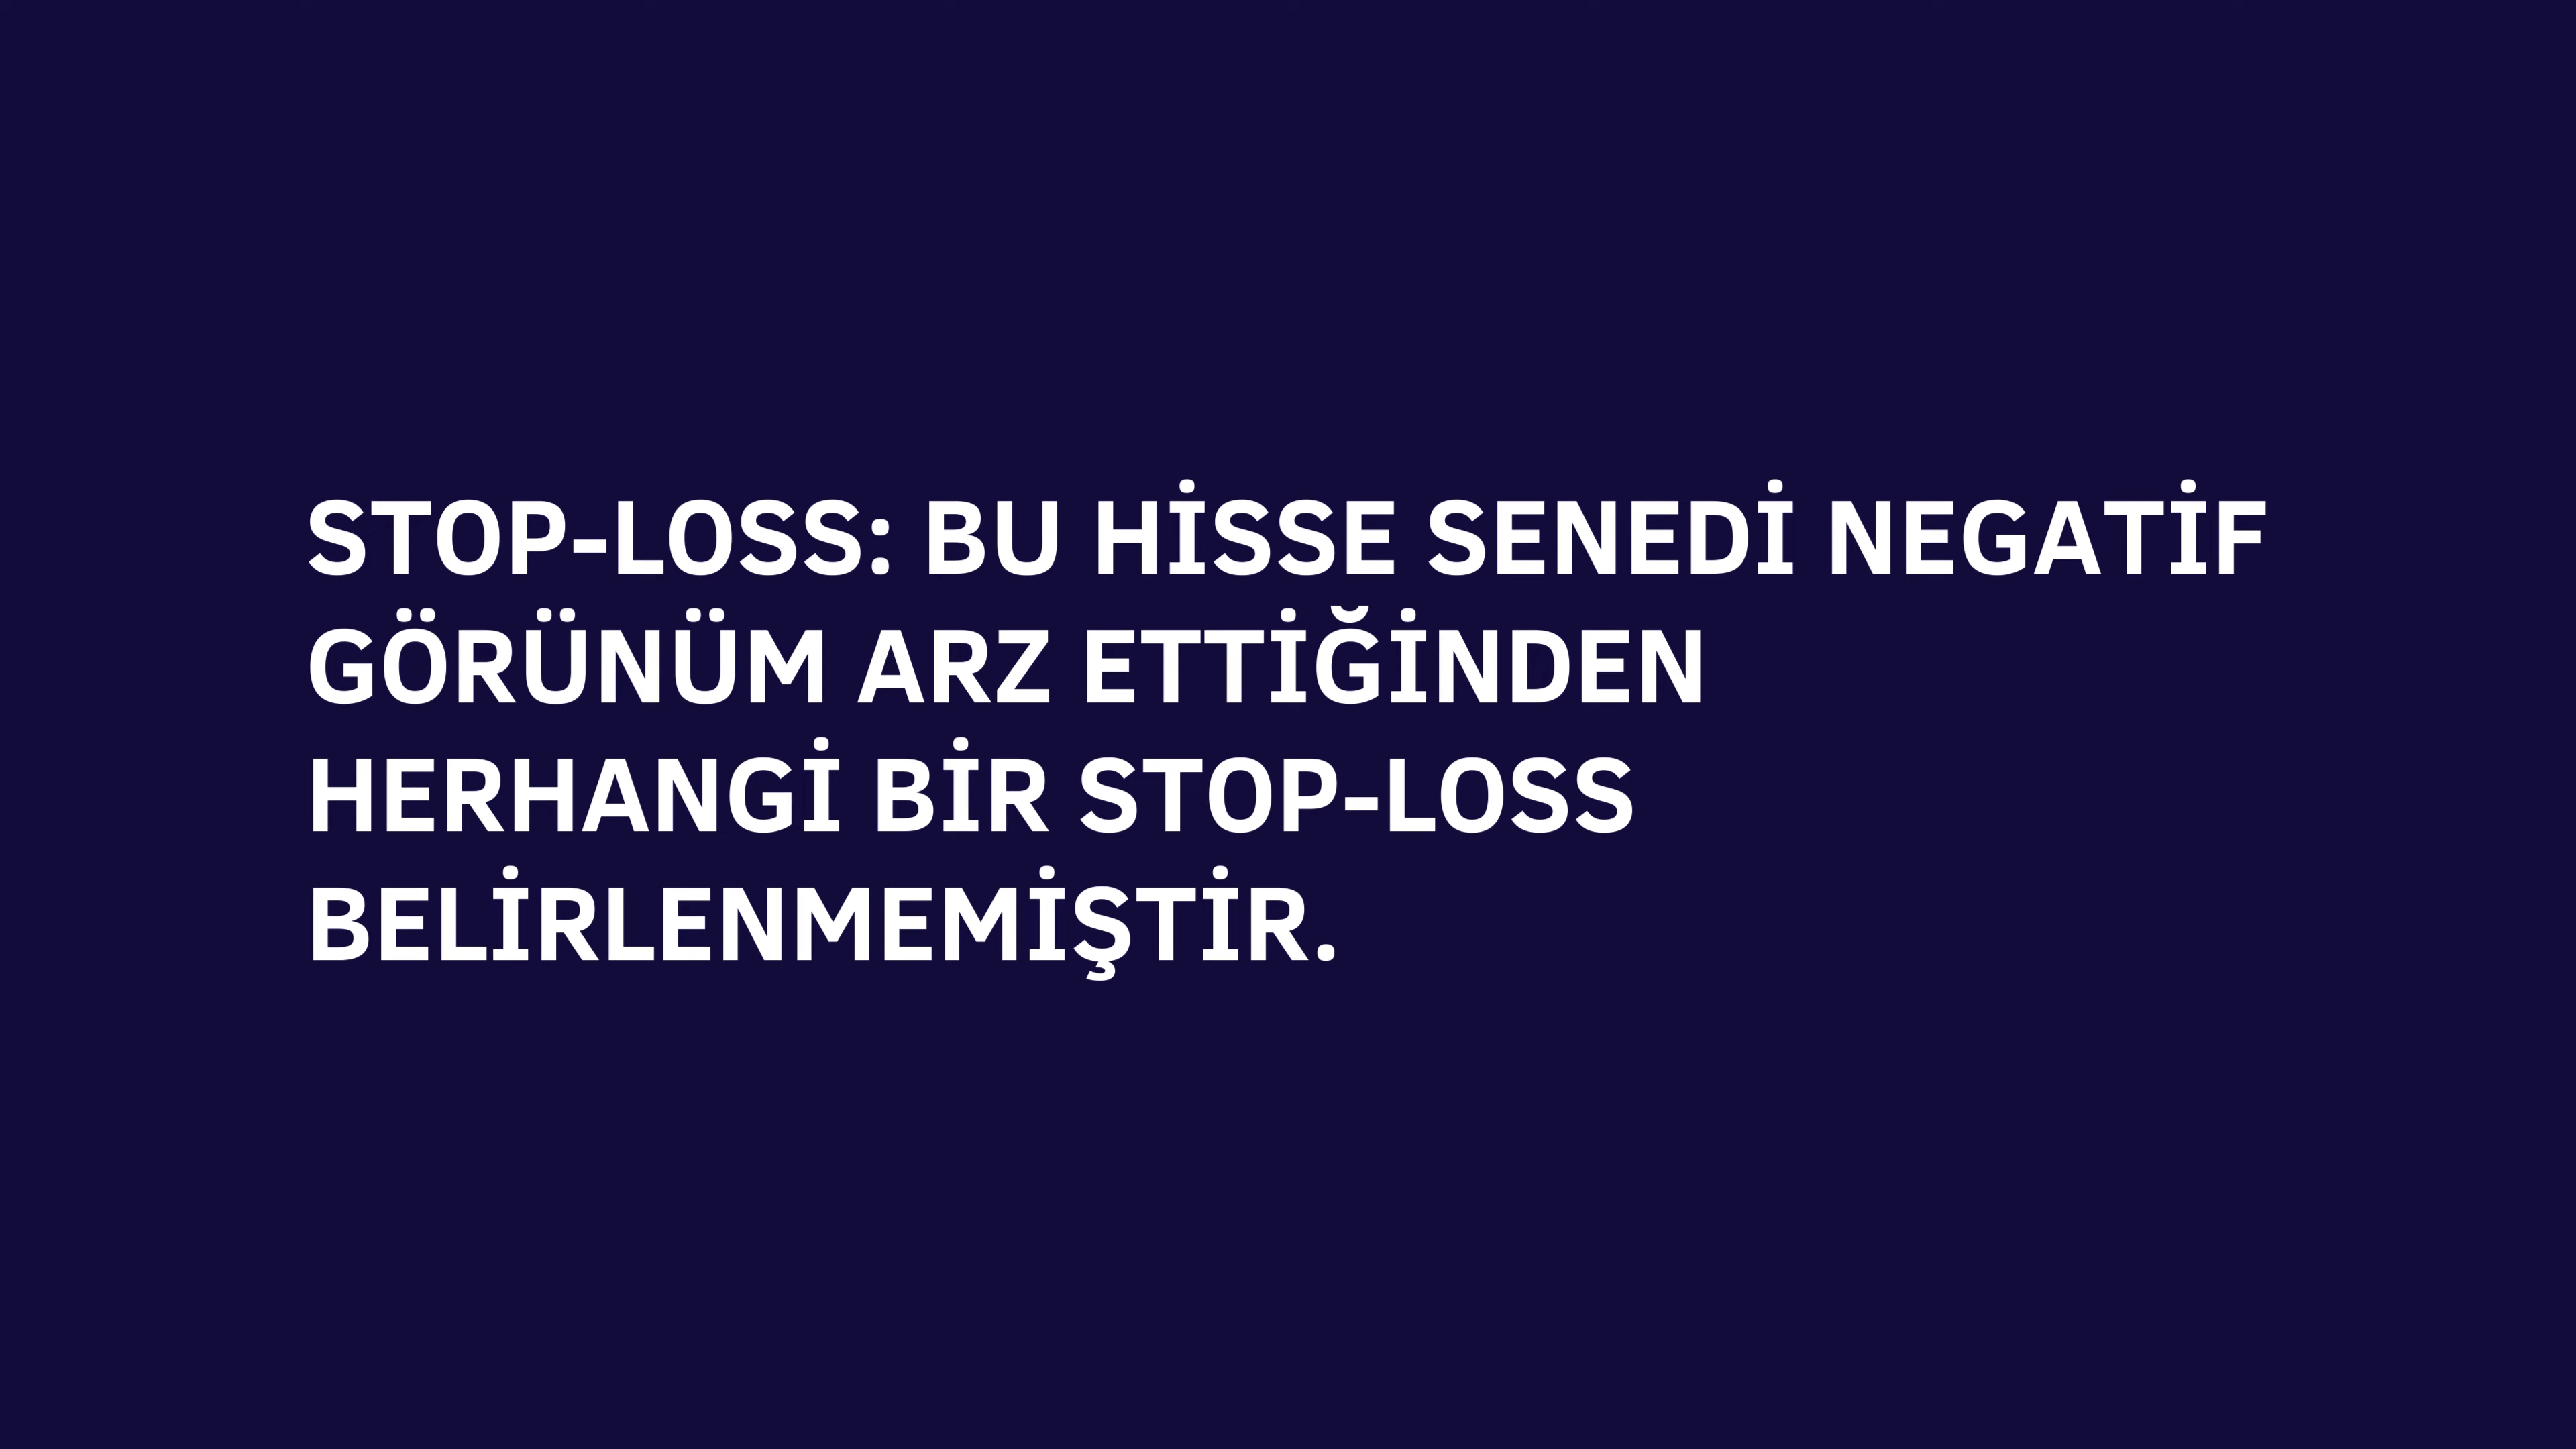 STOP-LOSS: BU HİSSE SENEDİ NEGATİF
GÖRÜNÜM ARZ ETTİĞİNDEN
HERHANGİ BİR STOP-LOSS
BELİRLENMEMİŞTİR.